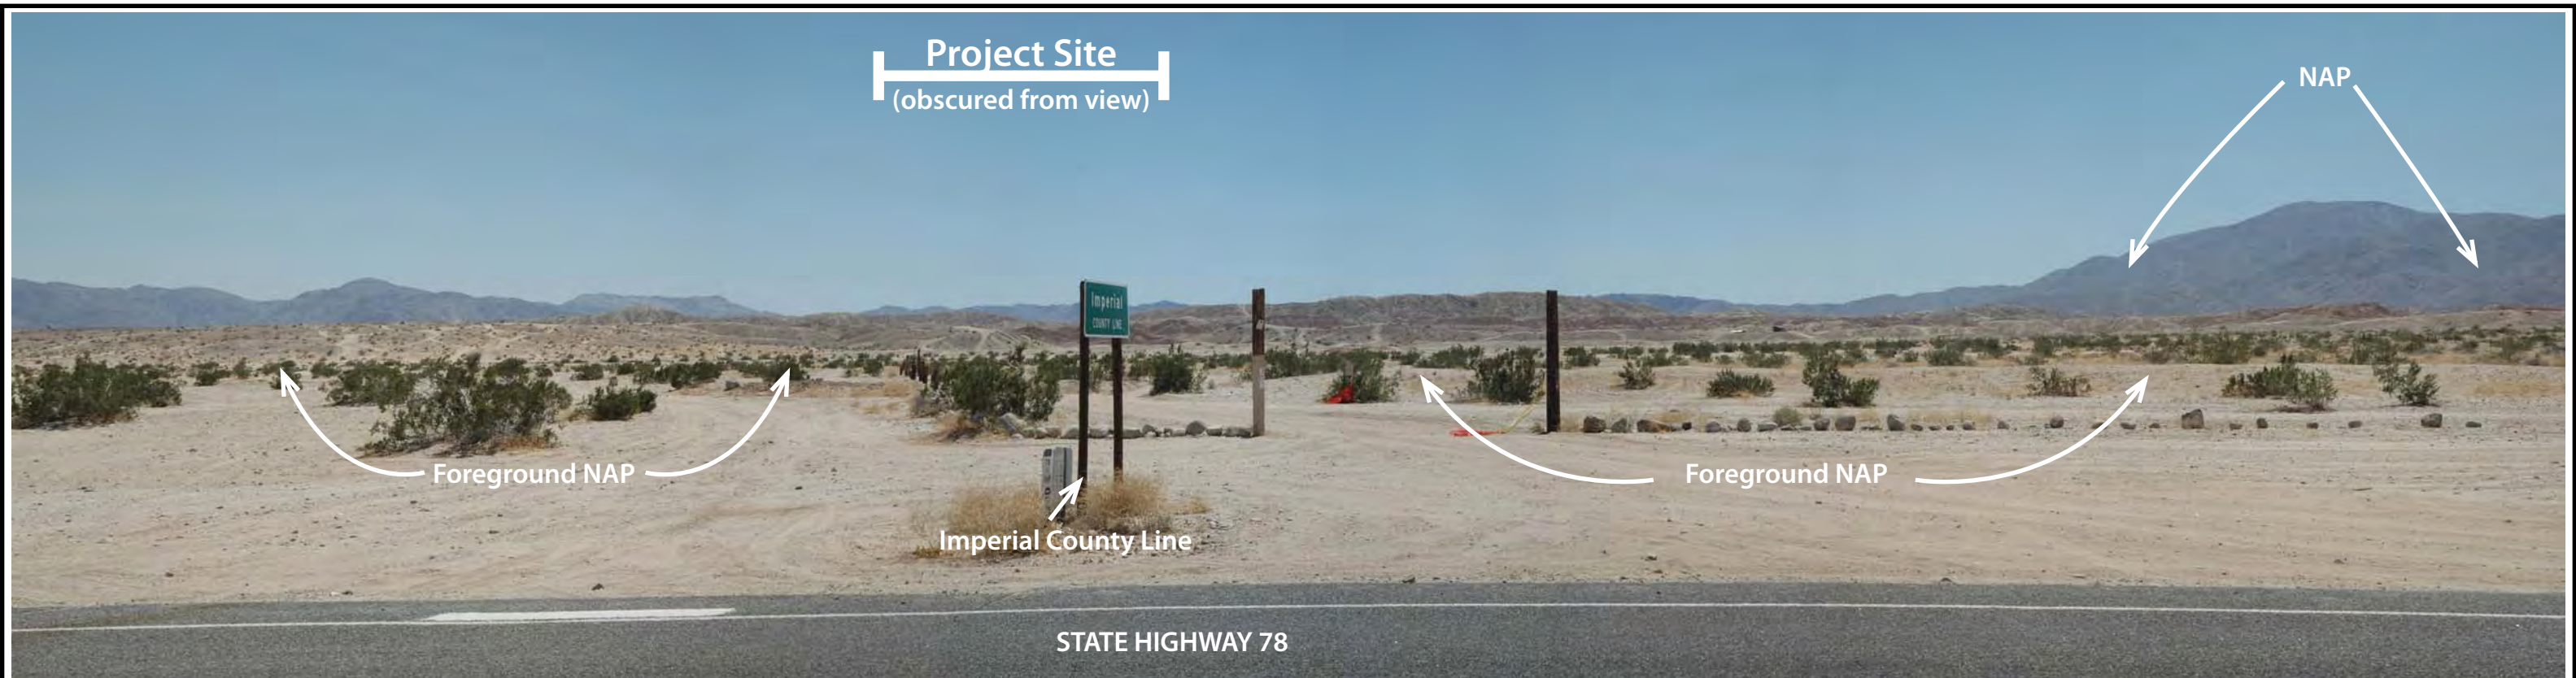 Project Site
(obscured from view)
NAP
Imperial
COUNTY LINE
Foreground NAP
Foreground NAP
Imperial County Line
STATE HIGHWAY 78